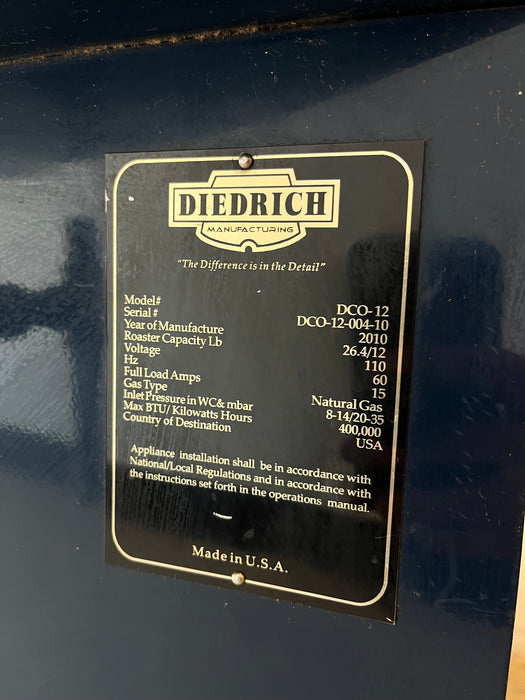 DIEDRICH
MANUFACTURING
"The Difference is in the Detail"
Model# DCO-12
Serial # DCO-12-004-10
Year of Manufacture 2010
Roaster Capacity Lb 26.4/12
Voltage 110
Hz 60
Full Load Amps 15
Gas Type Natural Gas
Inlet Pressure in WC& mbar 8-14/20-35
Max BTU/ Kilowatts Hours 400,000
Country of Destination USA
Appliance installation shall be in accordance with
National/Local Regulations and in accordance with
the instructions set forth in the operations manual.
Made in U.S.A.